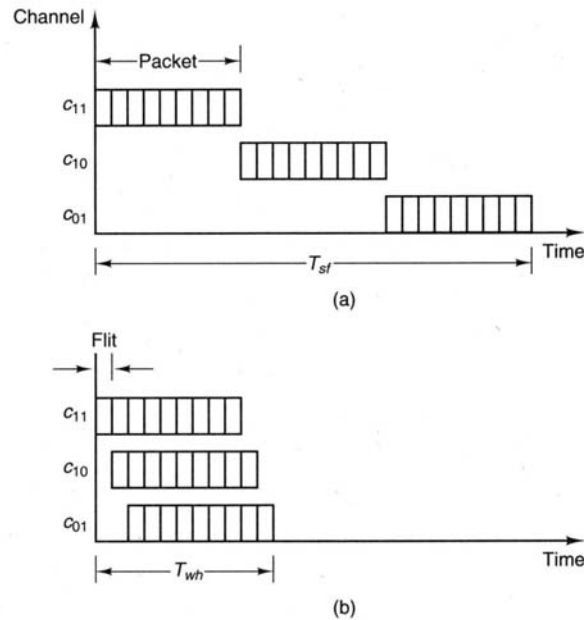 Channel
Packet
c11
c10
c01
Time
Tsf
(a)
Flit
c11
c10
c01
Time
Twh
(b)